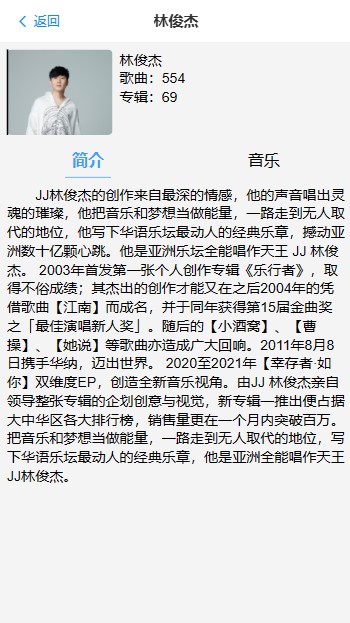 返回
林俊杰
林俊杰
歌曲：554
专辑：69
简介
音乐
JJ林俊杰的创作来自最深的情感，他的声音唱出灵
魂的璀璨，他把音乐和梦想当做能量，一路走到无人取
代的地位，他写下华语乐坛最动人的经典乐章，撼动亚
洲数十亿颗心跳。他是亚洲乐坛全能唱作天王 JJ 林俊
杰。 2003年首发第一张个人创作专辑《乐行者》，取
得不俗成绩；其杰出的创作才能又在之后2004年的凭
借歌曲【江南】而成名，并于同年获得第15届金曲奖
之「最佳演唱新人奖」。随后的【小酒窝】、【曹
操】、【她说】等歌曲亦造成广大回响。2011年8月8
日携手华纳，迈出世界。 2020至2021年【幸存者·如
你】双维度EP，创造全新音乐视角。由JJ 林俊杰亲自
领导整张专辑的企划创意与视觉，新专辑一推出便占据
大中华区各大排行榜，销售量更在一个月内突破百万。
把音乐和梦想当做能量，一路走到无人取代的地位，写
下华语乐坛最动人的经典乐章，他是亚洲全能唱作天王
JJ林俊杰。